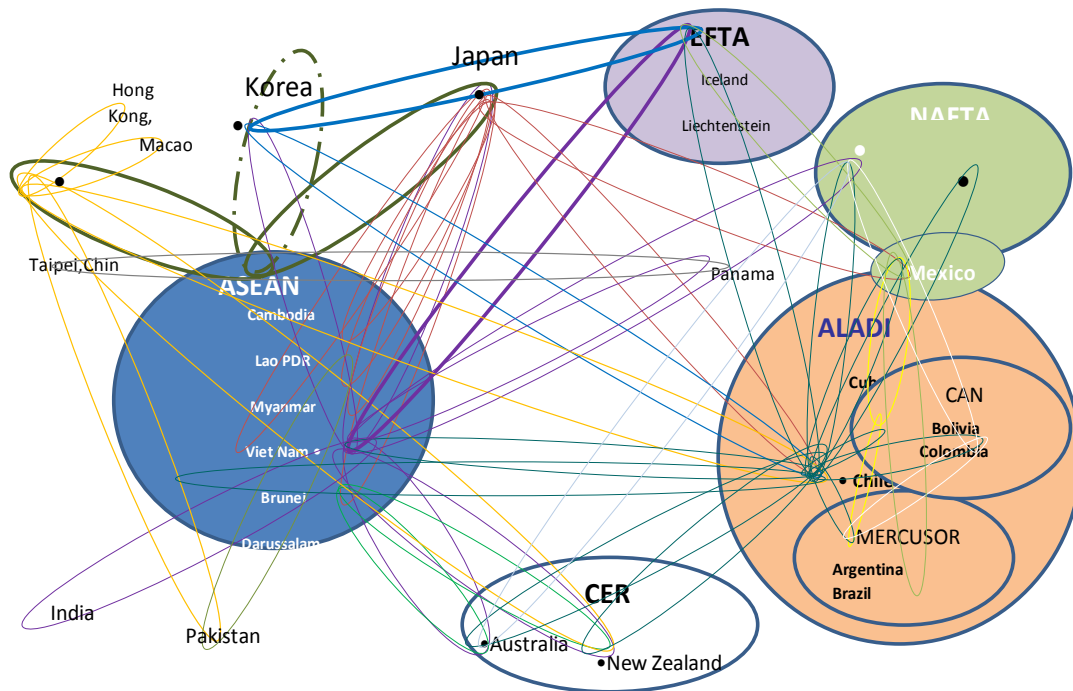 EFTA
Japan
Iceland
Korea
Hong
Kong,
Liechtenstein
NAFTA
Macao
Taipei,Chin
Panama
Mexico
ASEAN
Cambodia
ALADI
Lao PDR
Cub
CAN
Myanmar
Bolivia
Viet Nam
Colombia
Chile
Brunei
MERCUSOR
Darussalam
Argentina
CER
Brazil
India
Pakistan
Australia
New Zealand